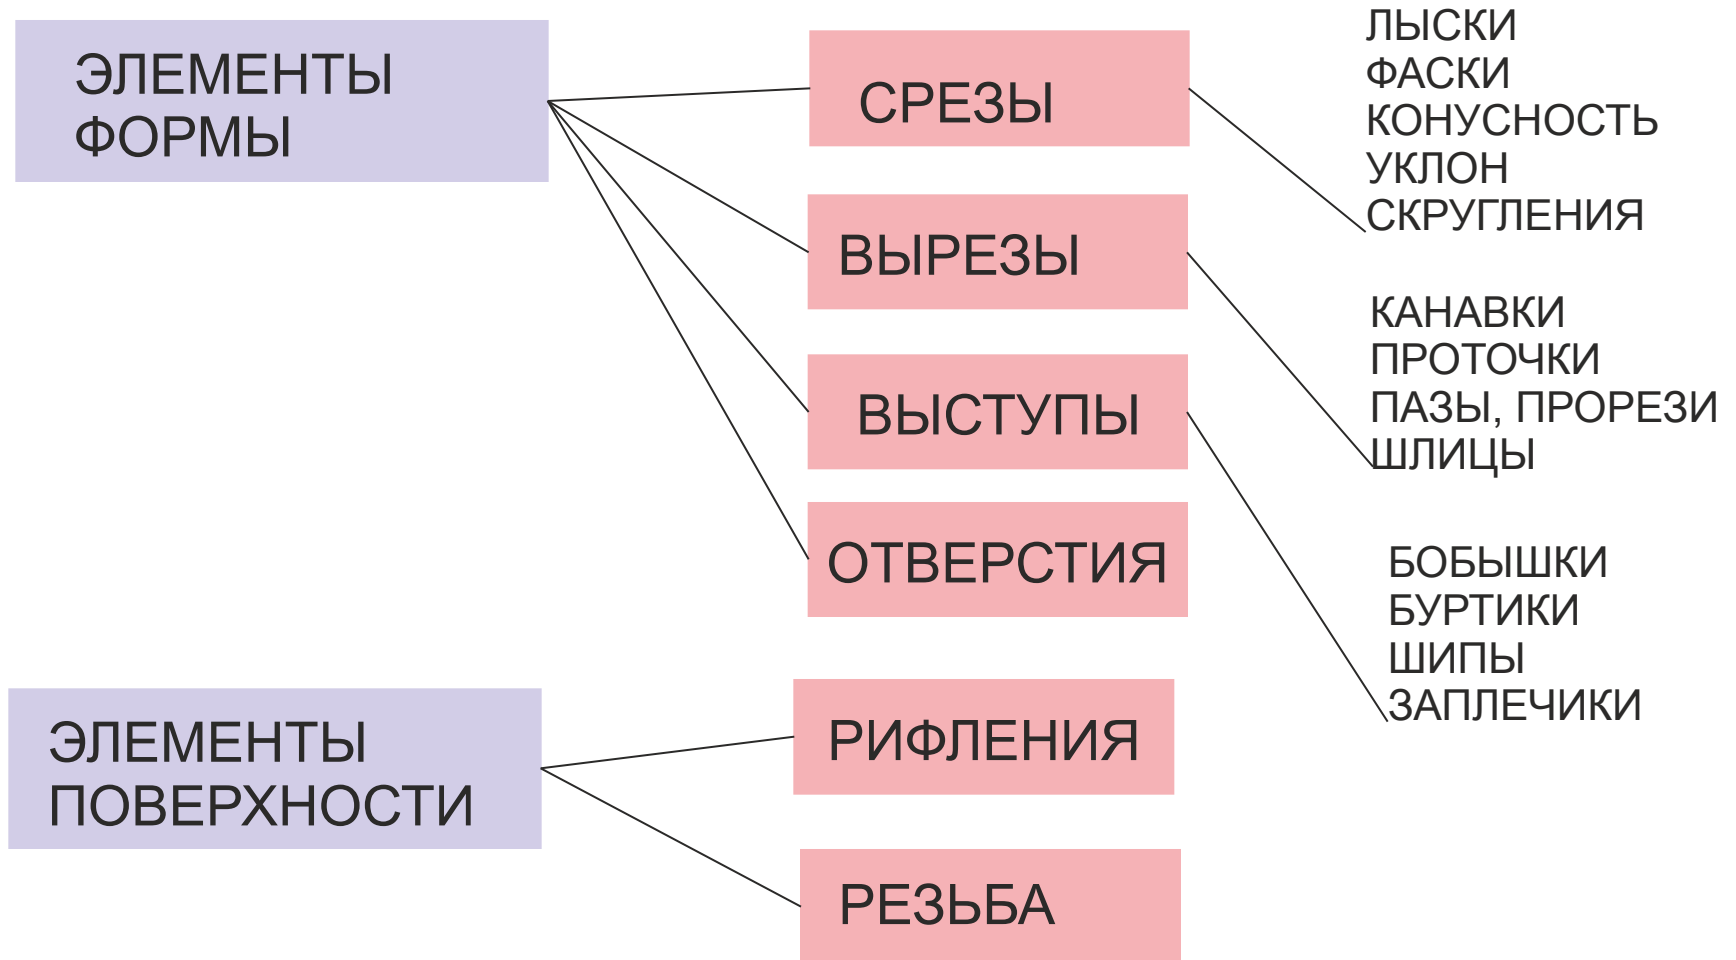 ЭЛЕМЕНТЫ
ФОРМЫ
СРЕЗЫ
ВЫРЕЗЫ
ВЫСТУПЫ
ОТВЕРСТИЯ
ЛЫСКИ
ФАСКИ
КОНУСНОСТЬ
УКЛОН
СКРУГЛЕНИЯ
КАНАВКИ
ПРОТОЧКИ
ПАЗЫ, ПРОРЕЗИ
ШЛИЦЫ
БОБЫШКИ
БУРТИКИ
ШИПЫ
ЗАПЛЕЧИКИ
ЭЛЕМЕНТЫ
ПОВЕРХНОСТИ
РИФЛЕНИЯ
РЕЗЬБА